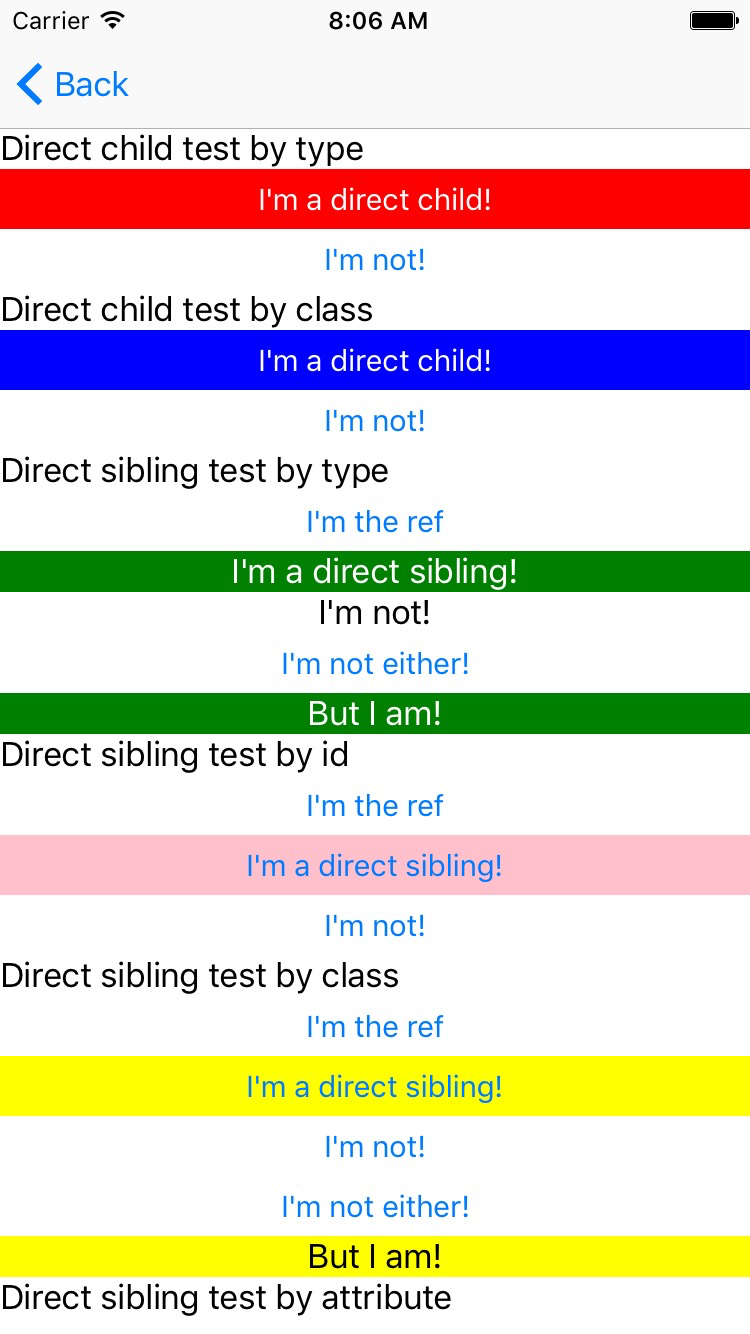 Carrier 8:06 AM
Back
Direct child test by type
I'm a direct child!
I'm not!
Direct child test by class
I'm a direct child!
I'm not!
Direct sibling test by type
I'm the ref
I'm a direct sibling!
I'm not!
I'm not either!
But I am!
Direct sibling test by id
I'm the ref
I'm a direct sibling!
I'm not!
Direct sibling test by class
I'm the ref
I'm a direct sibling!
I'm not!
I'm not either!
But I am!
Direct sibling test by attribute